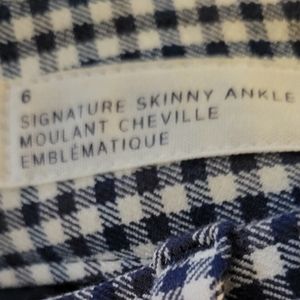 6
SIGNATURE SKINNY ANKLE
MOULANT CHEVILLE
EMBLÉMATIQUE